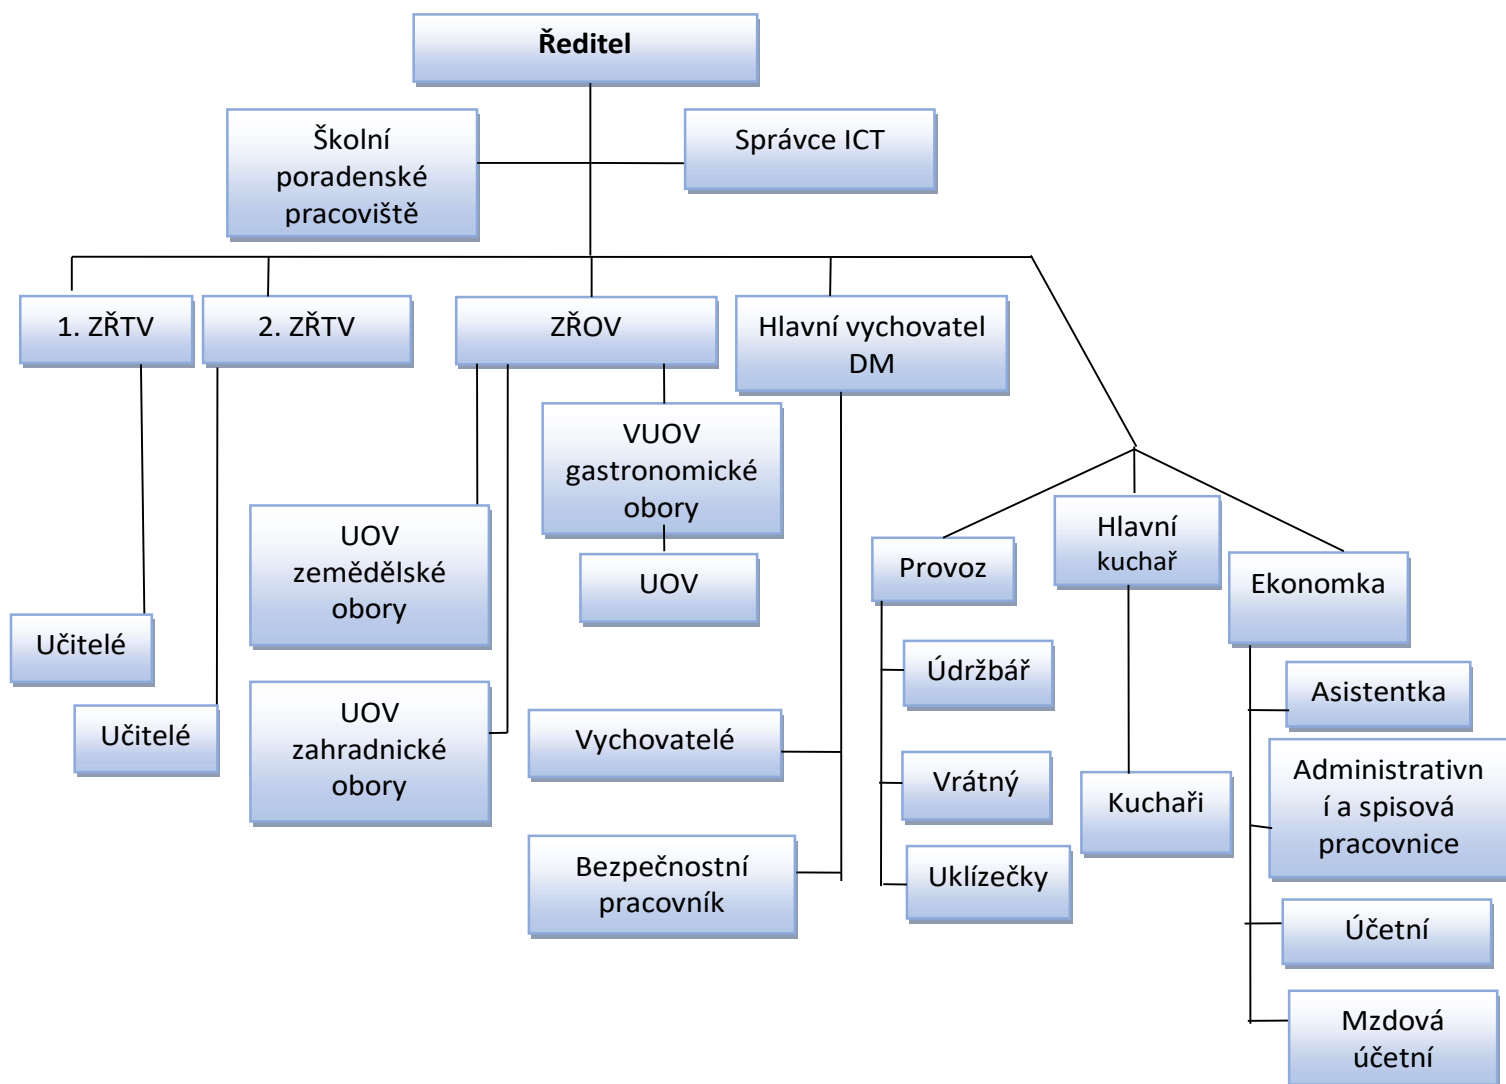 Ředitel
Školní
poradenské
pracoviště
Správce ICT
1. ZŘTV
2. ZŘTV
ZŘOV
Hlavní vychovatel
DM
VUOV
gastronomické
obory
UOV
zemědělské
obory
UOV
Provoz
Hlavní
kuchař
Ekonomka
Učitelé
Učitelé
UOV
zahradnické
obory
Vychovatelé
Bezpečnostní
pracovník
Údržbář
Vrátný
Uklízečky
Kuchaři
Asistentka
Administrativn
í a spisová
pracovnice
Účetní
Mzdová
účetní